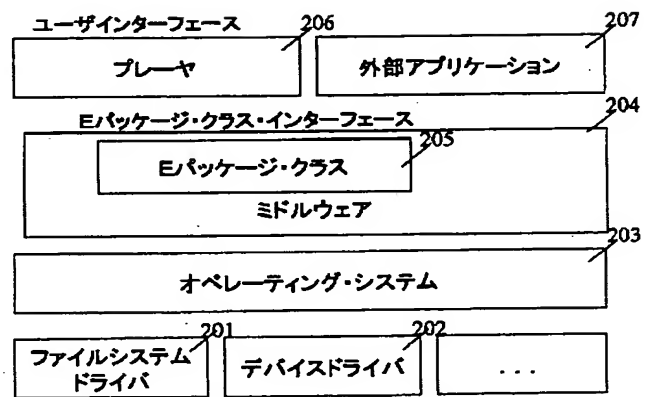 ユーザインターフェース
206
207
プレーヤ
外部アプリケーション
Eパッケージ・クラス・インターフェース
204
205
Eパッケージ・クラス
ミドルウェア
203
オペレーティング・システム
201
202
ファイルシステム
ドライバ
デバイスドライバ
...